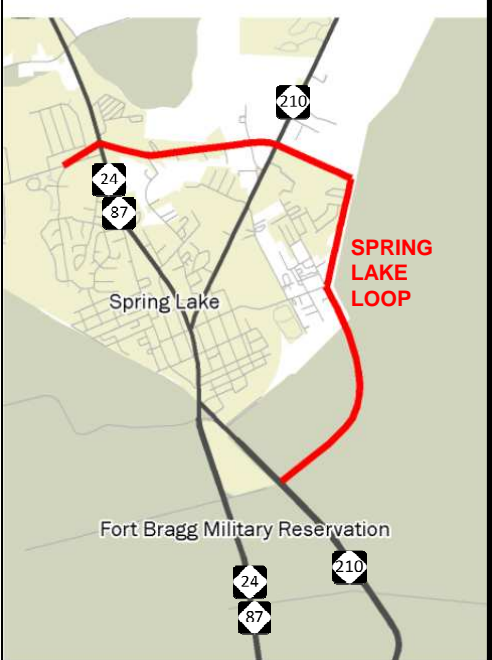 210
24
87
SPRING
LAKE
LOOP
Spring Lake
Fort Bragg Military Reservation
210
24
87